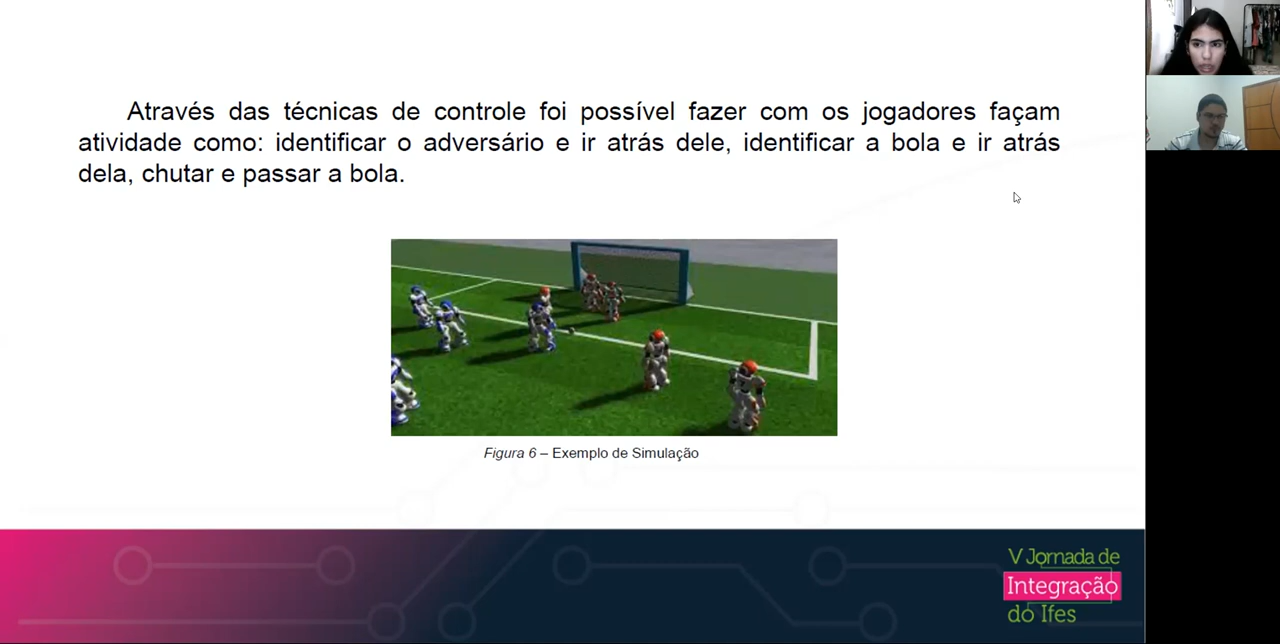 Através das técnicas de controle foi possível fazer com os jogadores façam
atividade como: identificar o adversário e ir atrás dele, identificar a bola e ir atrás
dela, chutar e passar a bola.
Figura 6 – Exemplo de Simulação
V Jornada de
Integração
do Ifes